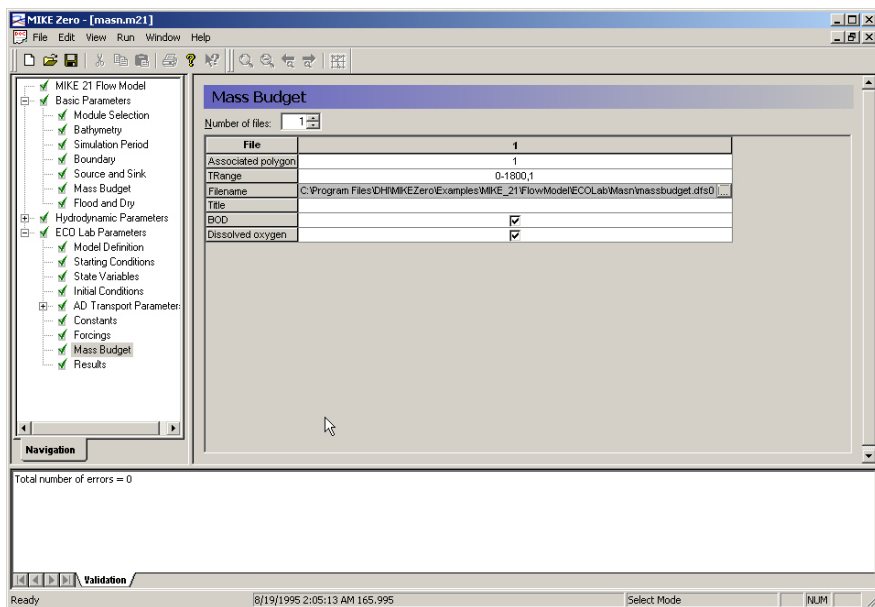 MIKE Zero - [masn.m21]
File Edit View Run Window Help
MIKE 21 Flow Model
Basic Parameters
Module Selection
Bathymetry
Simulation Period
Boundary
Source and Sink
Mass Budget
Flood and Dry
Hydrodynamic Parameters
ECO Lab Parameters
Model Definition
Starting Conditions
State Variables
Initial Conditions
AD Transport Parameter
Constants
Forcings
Mass Budget
Results
Navigation
Mass Budget
Number of files: 1
File 1
Associated polygon 1
TRange 0-1800,1
Filename C:\Program Files\DHI\MIKEZero\Examples\MIKE_21\FlowModel\ECOLab\Masn\massbudget.dfs0 ...
Title
BOD
Dissolved oxygen
Total number of errors = 0
Validation
Ready 8/19/1995 2:05:13 AM 165.995 Select Mode NUM